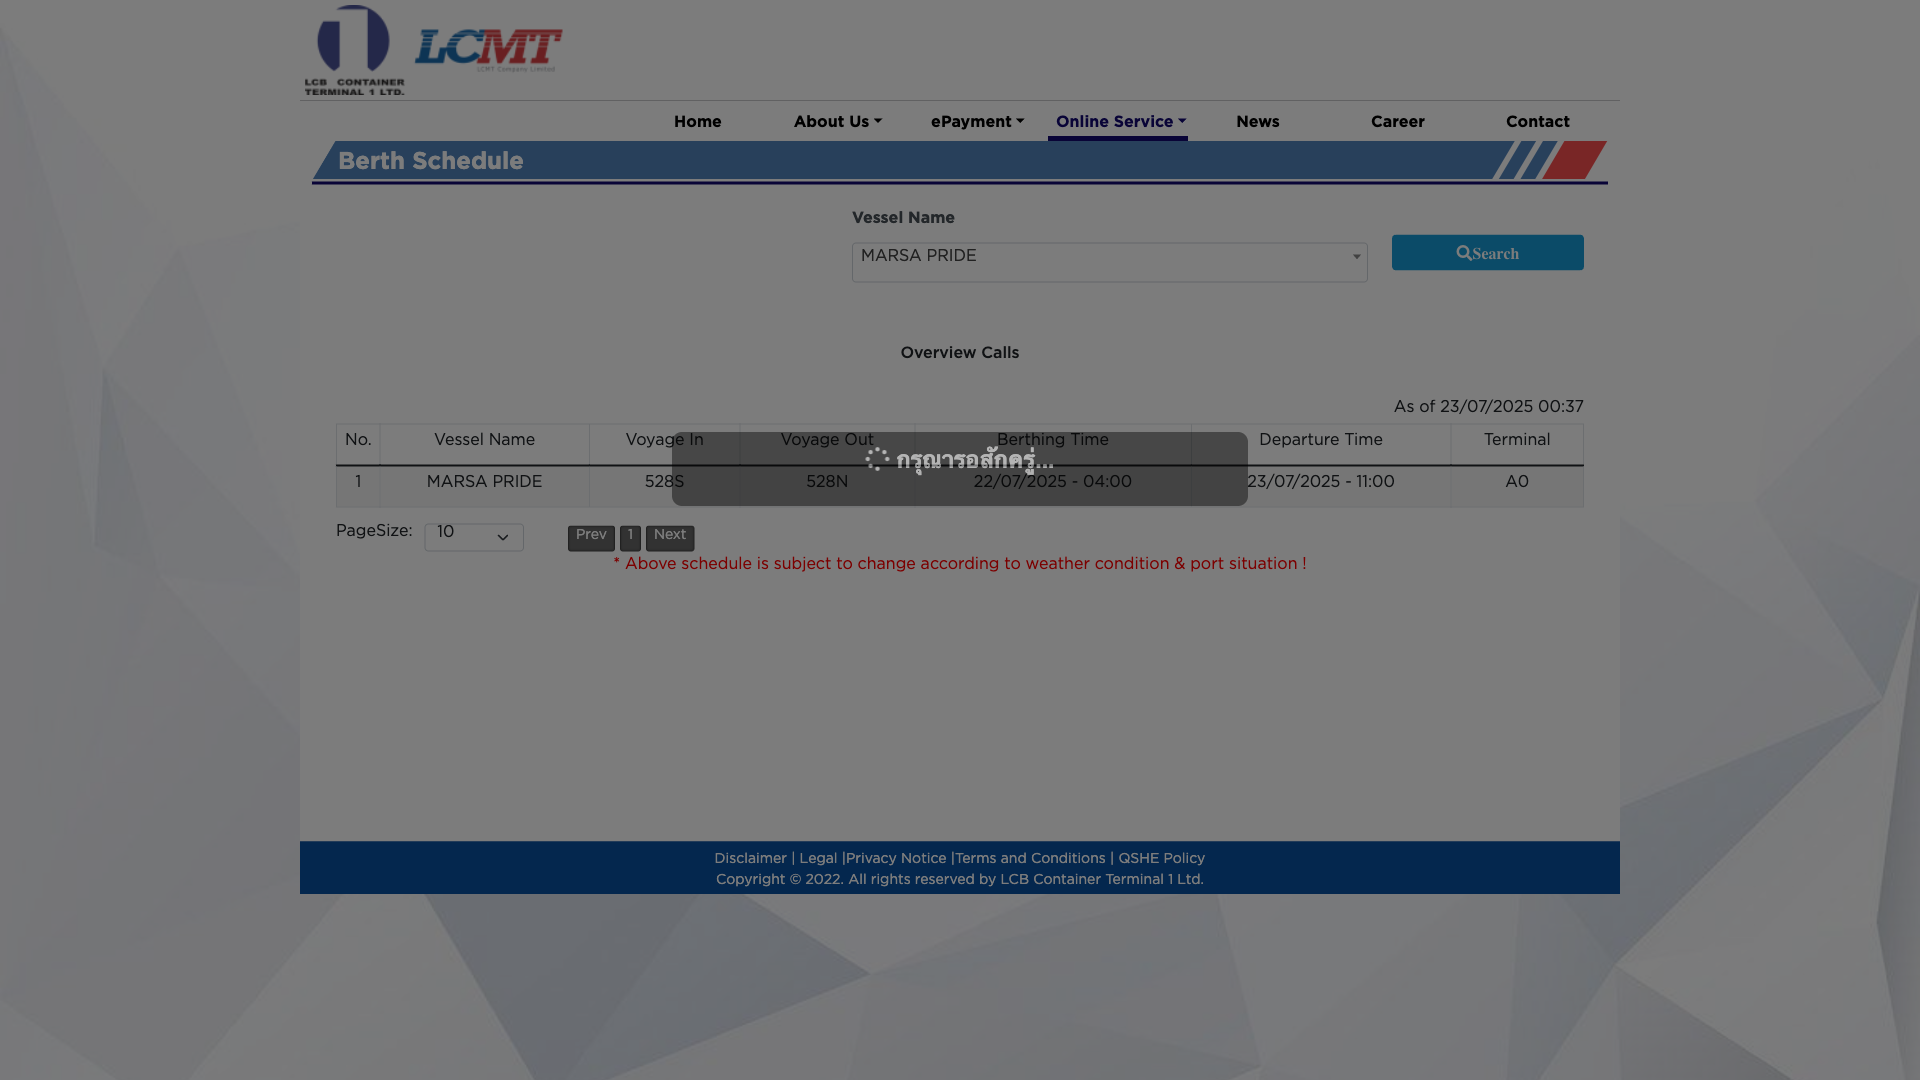 LCB CONTAINER
TERMINAL 1 LTD.
LCMT
LCMT Company Limited
Home About Us ePayment Online Service News Career Contact
Berth Schedule
Vessel Name
MARSA PRIDE
Search
Overview Calls
As of 23/07/2025 00:37
No. Vessel Name Voyage In Voyage Out Berthing Time Departure Time Terminal
กรุณารอสักครู่...
1 MARSA PRIDE 528S 528N 22/07/2025 - 04:00 23/07/2025 - 11:00 A0
PageSize: 10 Prev 1 Next
* Above schedule is subject to change according to weather condition & port situation !
Disclaimer | Legal |Privacy Notice |Terms and Conditions | QSHE Policy
Copyright © 2022. All rights reserved by LCB Container Terminal 1 Ltd.